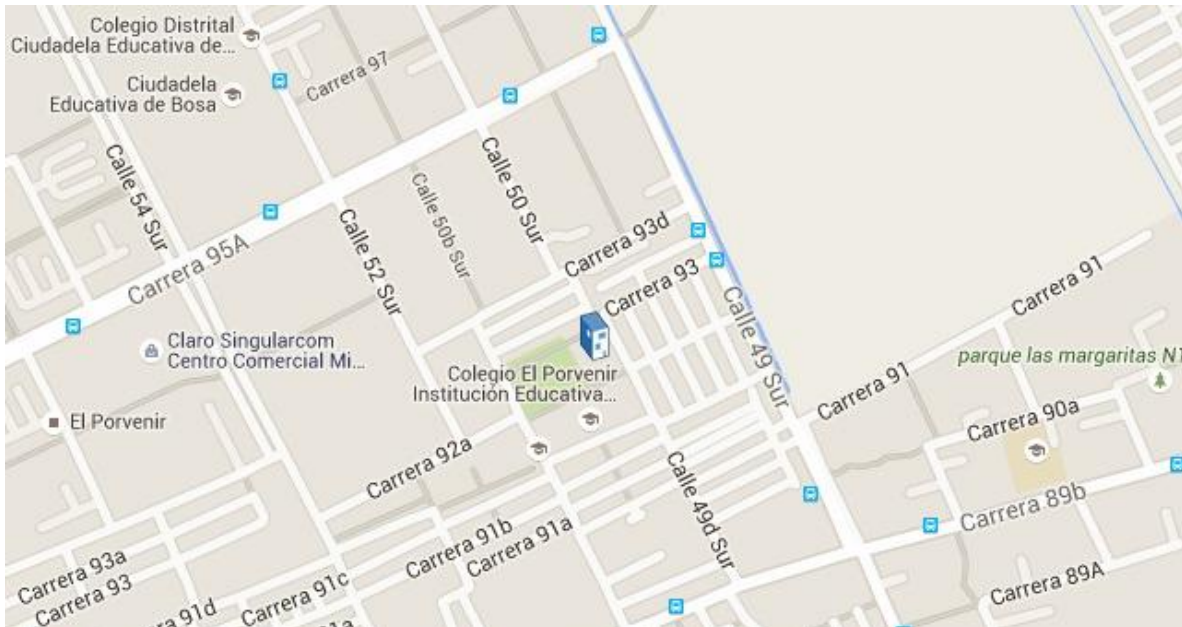 Colegio Distrital
Ciudadela Educativa de...
Ciudadela
Educativa de Bosa
Carrera 97
Calle 54 Sur
Calle 50 Sur
Calle 50b Sur
Calle 52 Sur
Carrera 95A
Carrera 93d
Carrera 93
Calle 49 Sur
Carrera 91
Claro Singularcom
Centro Comercial Mi...
parque las margaritas N1
Colegio El Porvenir
Institución Educativa...
Carrera 91
El Porvenir
Carrera 90a
Carrera 92a
Calle 49d Sur
Carrera 89b
Carrera 91b
Carrera 91a
Carrera 93a
Carrera 93
Carrera 91c
Carrera 89A
91d